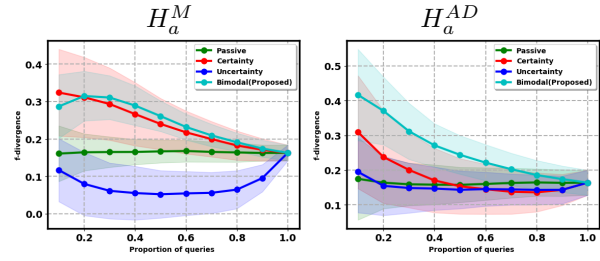 H_a^M
H_a^{AD}
Passive
Certainty
Uncertainty
Bimodal(Proposed)
f-divergence
0.4
0.3
0.2
0.1
0.0
0.2 0.4 0.6 0.8 1.0
Proportion of queries
Passive
Certainty
Uncertainty
Bimodal(Proposed)
f-divergence
0.5
0.4
0.3
0.2
0.1
0.2 0.4 0.6 0.8 1.0
Proportion of queries